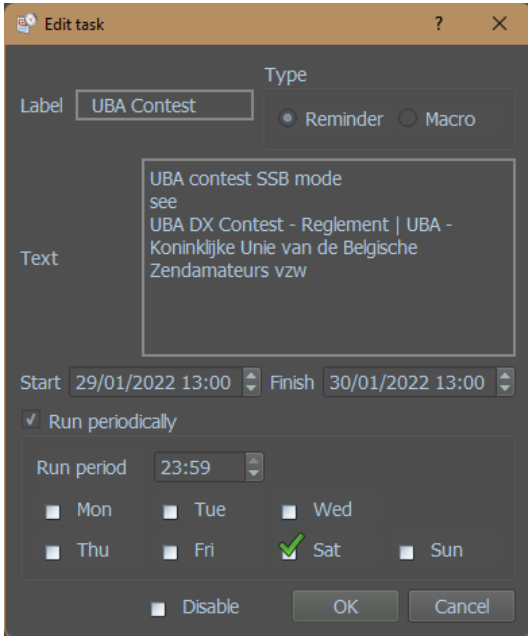 Edit task
?
Type
Label
UBA Contest
Reminder
Macro
UBA contest SSB mode
see
UBA DX Contest - Reglement | UBA -
Koninklijke Unie van de Belgische
Zendamateurs vzw
Text
Start 29/01/2022 13:00 Finish 30/01/2022 13:00
Run periodically
Run period 23:59
Mon Tue Wed
Thu Fri Sat Sun
Disable OK Cancel